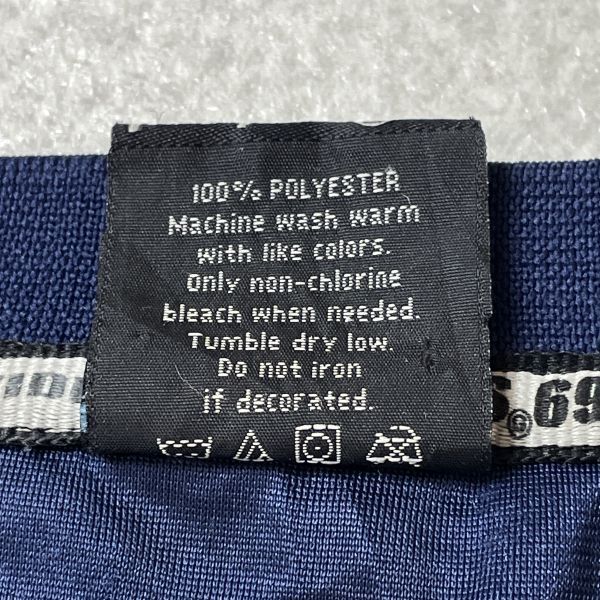 100% POLYESTER
Machine wash warm
with like colors.
Only non-chlorine
bleach when needed.
Tumble dry low.
Do not iron
if decorated.
S.©69